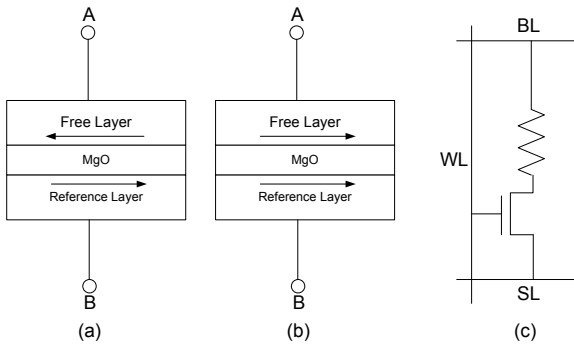 A
Free Layer
MgO
Reference Layer
B
(a)
A
Free Layer
MgO
Reference Layer
B
(b)
BL
WL
SL
(c)